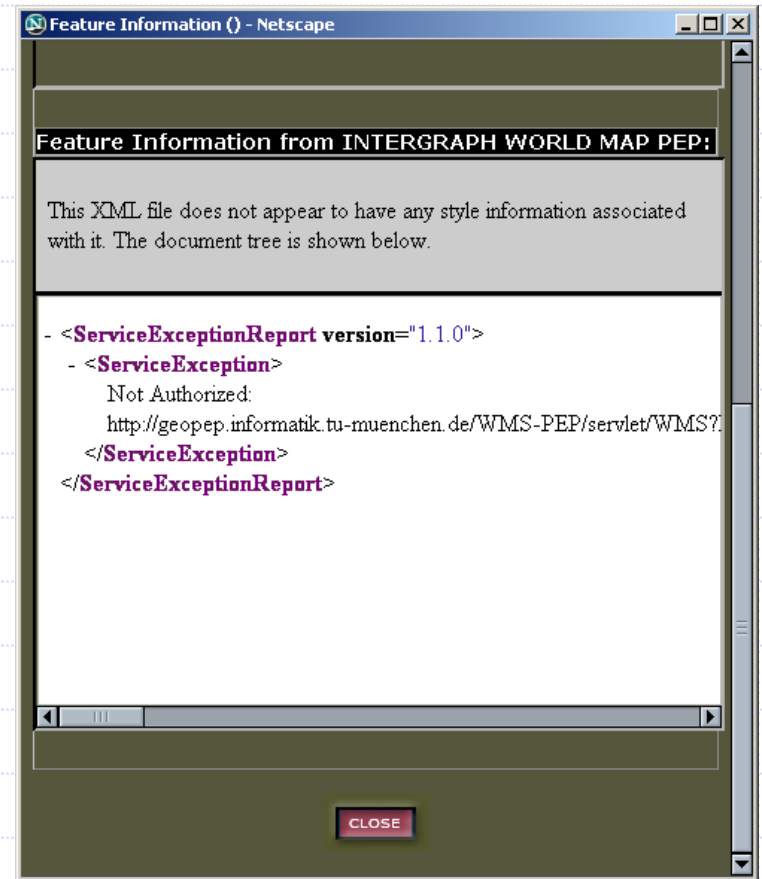 Feature Information () - Netscape
Feature Information from INTERGRAPH WORLD MAP PEP:
This XML file does not appear to have any style information associated
with it. The document tree is shown below.
- <ServiceExceptionReport version="1.1.0">
- <ServiceException>
Not Authorized:
http://geopep.informatik.tu-muenchen.de/WMS-PEP/servlet/WMS?
</ServiceException>
</ServiceExceptionReport>
CLOSE